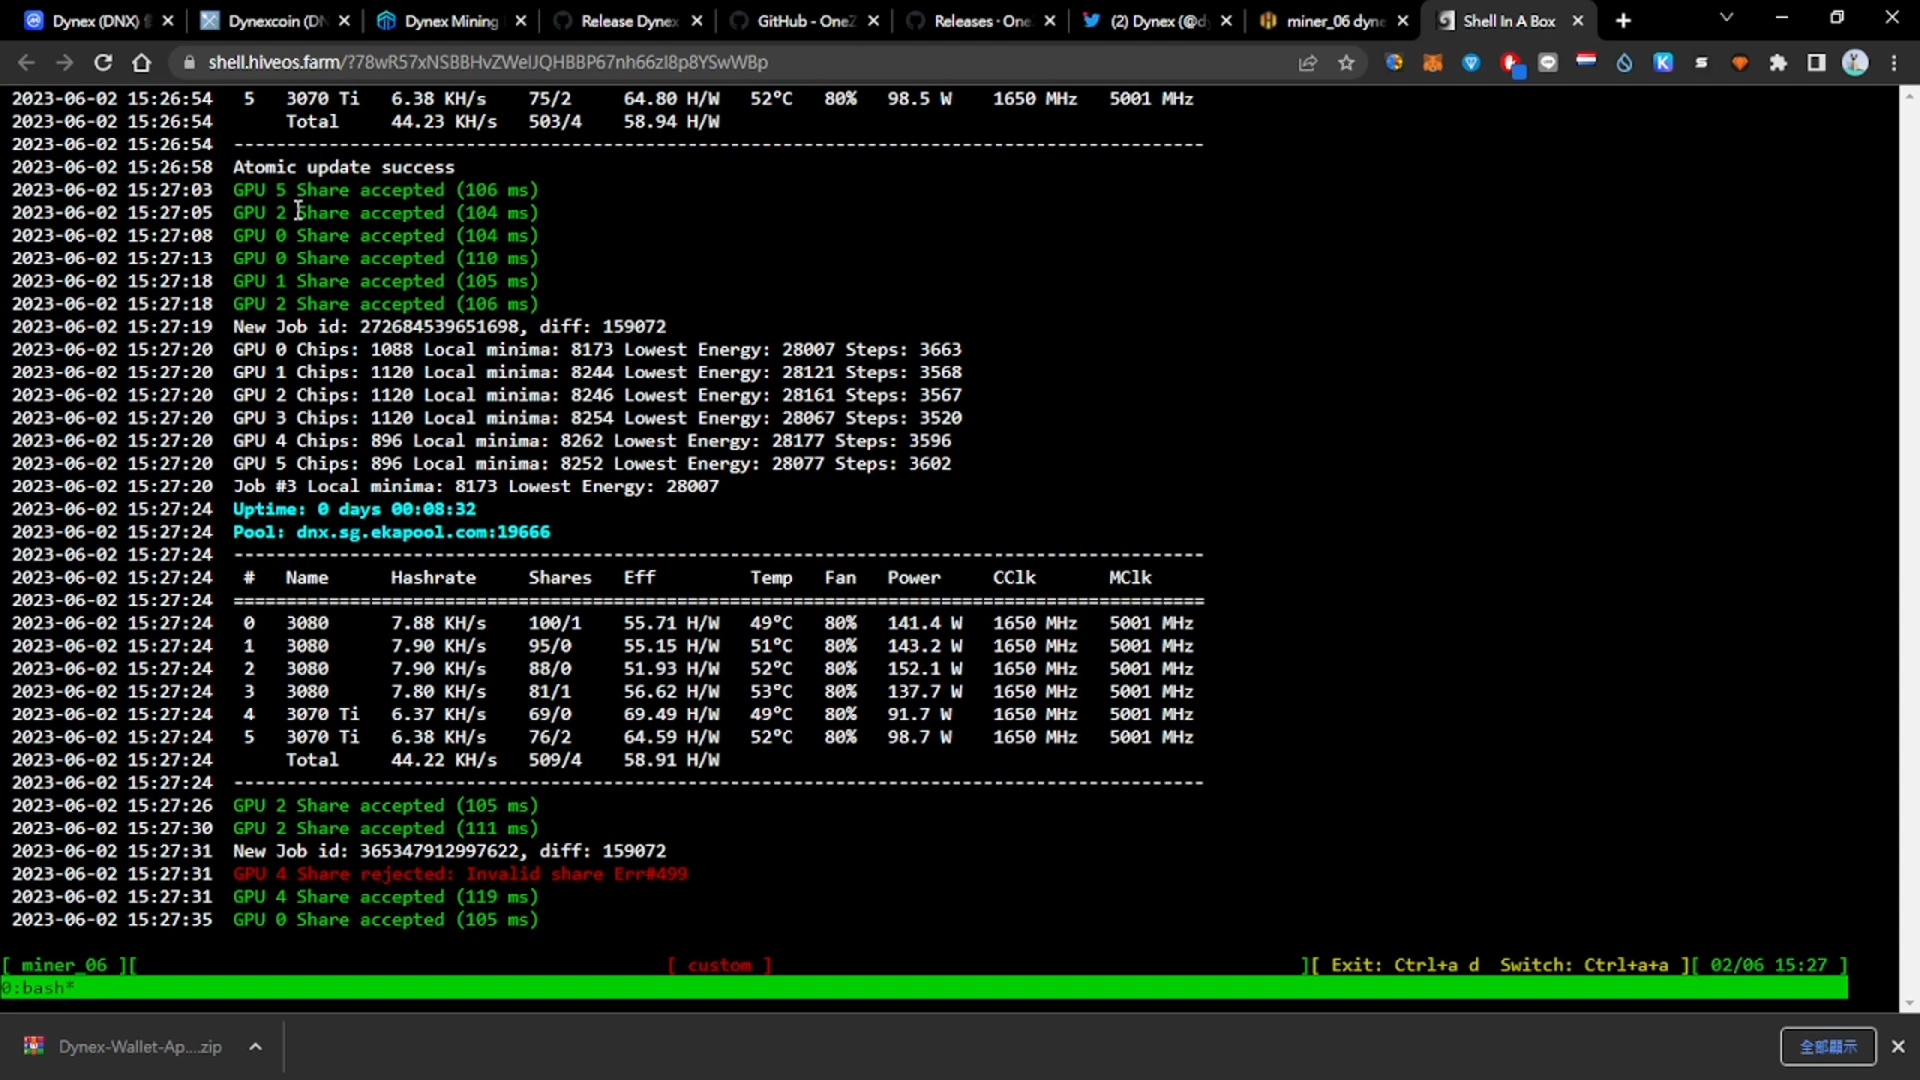 Dynex (DNX)
Dynexcoin (DN
Dynex Mining
Release Dynex
GitHub - OneZ
Releases · One
(2) Dynex (@d
miner_06 dyne
Shell In A Box
shell.hiveos.farm/?78wR57xNSBBHvZWeIJQHBBP67nh66zI8p8YSwWBp
2023-06-02 15:26:54 5 3070 Ti 6.38 KH/s 75/2 64.80 H/W 52°C 80% 98.5 W 1650 MHz 5001 MHz
2023-06-02 15:26:54 Total 44.23 KH/s 503/4 58.94 H/W
2023-06-02 15:26:54 --------------------------------------------------------------------------------------------
2023-06-02 15:26:58 Atomic update success
2023-06-02 15:27:03 GPU 5 Share accepted (106 ms)
2023-06-02 15:27:05 GPU 2 Share accepted (104 ms)
2023-06-02 15:27:08 GPU 0 Share accepted (104 ms)
2023-06-02 15:27:13 GPU 0 Share accepted (110 ms)
2023-06-02 15:27:18 GPU 1 Share accepted (105 ms)
2023-06-02 15:27:18 GPU 2 Share accepted (106 ms)
2023-06-02 15:27:19 New Job id: 272684539651698, diff: 159072
2023-06-02 15:27:20 GPU 0 Chips: 1088 Local minima: 8173 Lowest Energy: 28007 Steps: 3663
2023-06-02 15:27:20 GPU 1 Chips: 1120 Local minima: 8244 Lowest Energy: 28121 Steps: 3568
2023-06-02 15:27:20 GPU 2 Chips: 1120 Local minima: 8246 Lowest Energy: 28161 Steps: 3567
2023-06-02 15:27:20 GPU 3 Chips: 1120 Local minima: 8254 Lowest Energy: 28067 Steps: 3520
2023-06-02 15:27:20 GPU 4 Chips: 896 Local minima: 8262 Lowest Energy: 28177 Steps: 3596
2023-06-02 15:27:20 GPU 5 Chips: 896 Local minima: 8252 Lowest Energy: 28077 Steps: 3602
2023-06-02 15:27:20 Job #3 Local minima: 8173 Lowest Energy: 28007
2023-06-02 15:27:24 Uptime: 0 days 00:08:32
2023-06-02 15:27:24 Pool: dnx.sg.ekapool.com:19666
2023-06-02 15:27:24 --------------------------------------------------------------------------------------------
2023-06-02 15:27:24 # Name Hashrate Shares Eff Temp Fan Power CClk MClk
2023-06-02 15:27:24 ============================================================================================
2023-06-02 15:27:24 0 3080 7.88 KH/s 100/1 55.71 H/W 49°C 80% 141.4 W 1650 MHz 5001 MHz
2023-06-02 15:27:24 1 3080 7.90 KH/s 95/0 55.15 H/W 51°C 80% 143.2 W 1650 MHz 5001 MHz
2023-06-02 15:27:24 2 3080 7.90 KH/s 88/0 51.93 H/W 52°C 80% 152.1 W 1650 MHz 5001 MHz
2023-06-02 15:27:24 3 3080 7.80 KH/s 81/1 56.62 H/W 53°C 80% 137.7 W 1650 MHz 5001 MHz
2023-06-02 15:27:24 4 3070 Ti 6.37 KH/s 69/0 69.49 H/W 49°C 80% 91.7 W 1650 MHz 5001 MHz
2023-06-02 15:27:24 5 3070 Ti 6.38 KH/s 76/2 64.59 H/W 52°C 80% 98.7 W 1650 MHz 5001 MHz
2023-06-02 15:27:24 Total 44.22 KH/s 509/4 58.91 H/W
2023-06-02 15:27:24 --------------------------------------------------------------------------------------------
2023-06-02 15:27:26 GPU 2 Share accepted (105 ms)
2023-06-02 15:27:30 GPU 2 Share accepted (111 ms)
2023-06-02 15:27:31 New Job id: 365347912997622, diff: 159072
2023-06-02 15:27:31 GPU 4 Share rejected: Invalid share Err#499
2023-06-02 15:27:31 GPU 4 Share accepted (119 ms)
2023-06-02 15:27:35 GPU 0 Share accepted (105 ms)
[ miner_06 ][ [ custom ] ][ Exit: Ctrl+a d Switch: Ctrl+a+a ][ 02/06 15:27 ]
0:bash*
Dynex-Wallet-Ap....zip
全部顯示